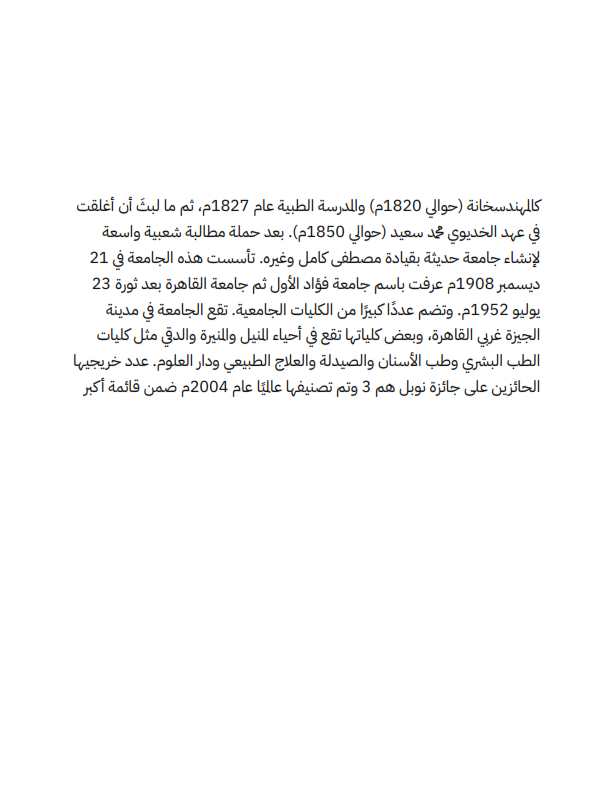 كالمهندسخانة (حوالي 1820م) والمدرسة الطبية عام 1827م، ثم ما لبثَ أن أغلقت
في عهد الخديوي محمد سعيد (حوالي 1850م). بعد حملة مطالبة شعبية واسعة
لإنشاء جامعة حديثة بقيادة مصطفى كامل وغيره. تأسست هذه الجامعة في 21
ديسمبر 1908م عرفت باسم جامعة فؤاد الأول ثم جامعة القاهرة بعد ثورة 23
يوليو 1952م. وتضم عددًا كبيرًا من الكليات الجامعية. تقع الجامعة في مدينة
الجيزة غربي القاهرة، وبعض كلياتها تقع في أحياء المنيل والمنيرة والدقي مثل كليات
الطب البشري وطب الأسنان والصيدلة والعلاج الطبيعي ودار العلوم. عدد خريجيها
الحائزين على جائزة نوبل هم 3 وتم تصنيفها عالميًا عام 2004م ضمن قائمة أكبر